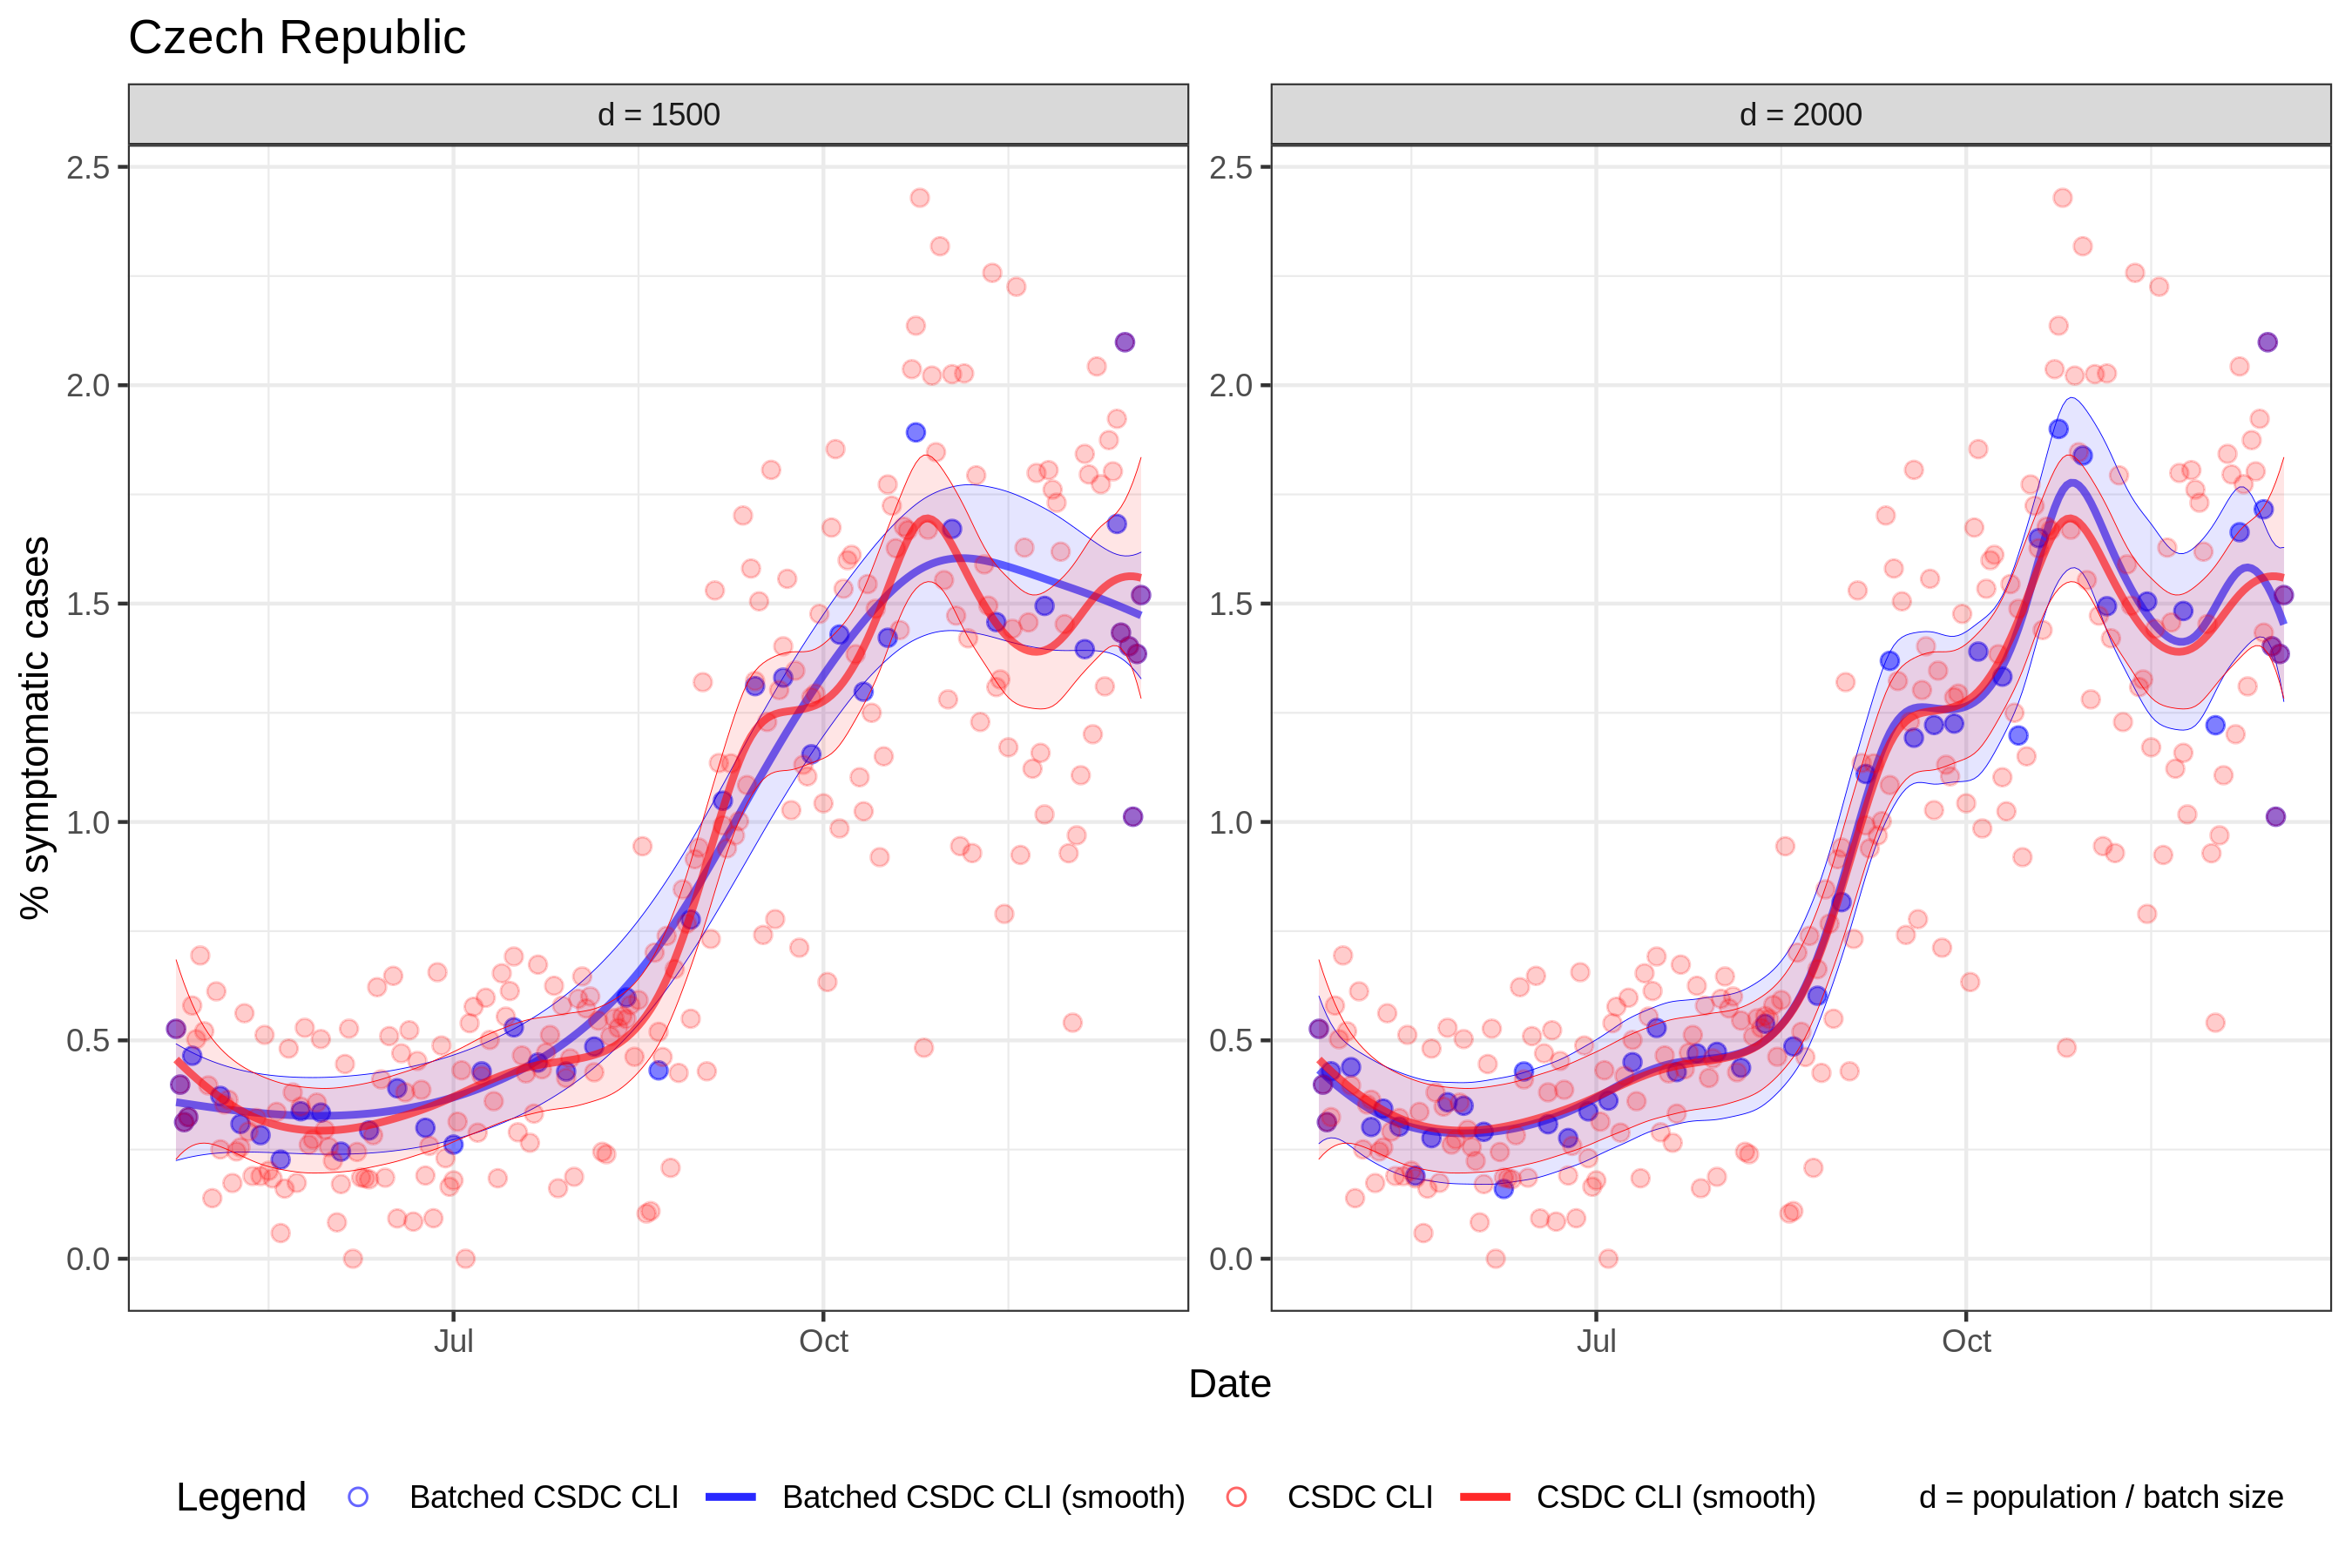 Czech Republic
d = 1500
d = 2000
% symptomatic cases
2.5
2.0
1.5
1.0
0.5
0.0
2.5
2.0
1.5
1.0
0.5
0.0
Jul
Oct
Jul
Oct
Date
Legend Batched CSDC CLI Batched CSDC CLI (smooth) CSDC CLI CSDC CLI (smooth) d = population / batch size